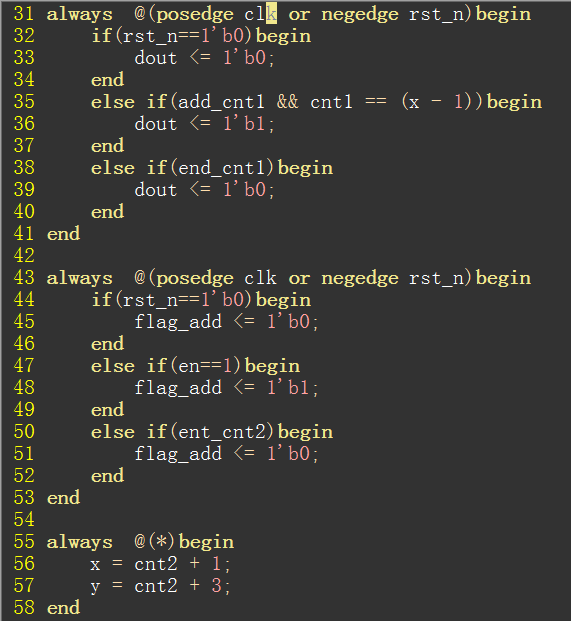 31 always  @(posedge clk or negedge rst_n)begin
32     if(rst_n==1'b0)begin
33         dout <= 1'b0;
34     end
35     else if(add_cnt1 && cnt1 == (x - 1))begin
36         dout <= 1'b1;
37     end
38     else if(end_cnt1)begin
39         dout <= 1'b0;
40     end
41 end
42
43 always  @(posedge clk or negedge rst_n)begin
44     if(rst_n==1'b0)begin
45         flag_add <= 1'b0;
46     end
47     else if(en==1)begin
48         flag_add <= 1'b1;
49     end
50     else if(ent_cnt2)begin
51         flag_add <= 1'b0;
52     end
53 end
54
55 always  @(*)begin
56     x = cnt2 + 1;
57     y = cnt2 + 3;
58 end